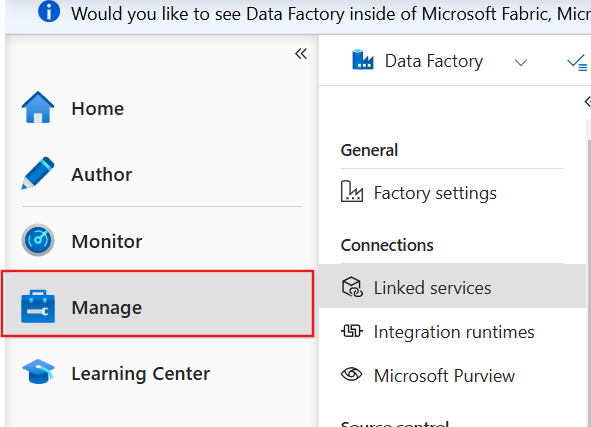 Would you like to see Data Factory inside of Microsoft Fabric, Micr
Data Factory
Home
Author
Monitor
Manage
Learning Center
General
Factory settings
Connections
Linked services
Integration runtimes
Microsoft Purview
Source control